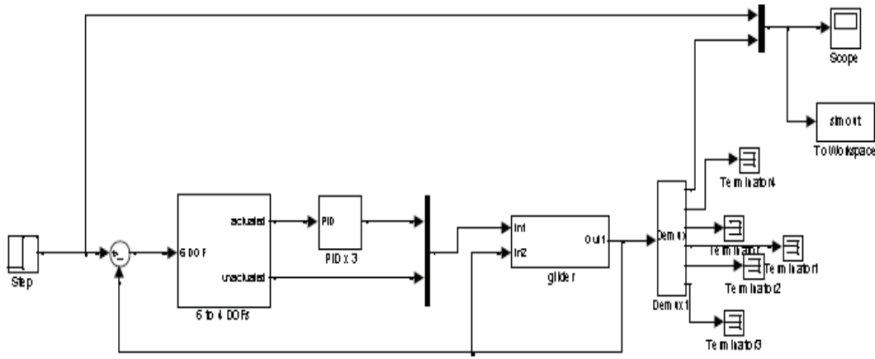 Scope
simout
To Workspace
Terminator4
actuated
PID
In1
Out1
Demux
6 DOF
PID x 3
In2
Terminator
Terminator1
Step
unactuated
glider
Terminator2
6 to 4 DOFs
Demux1
Terminator3